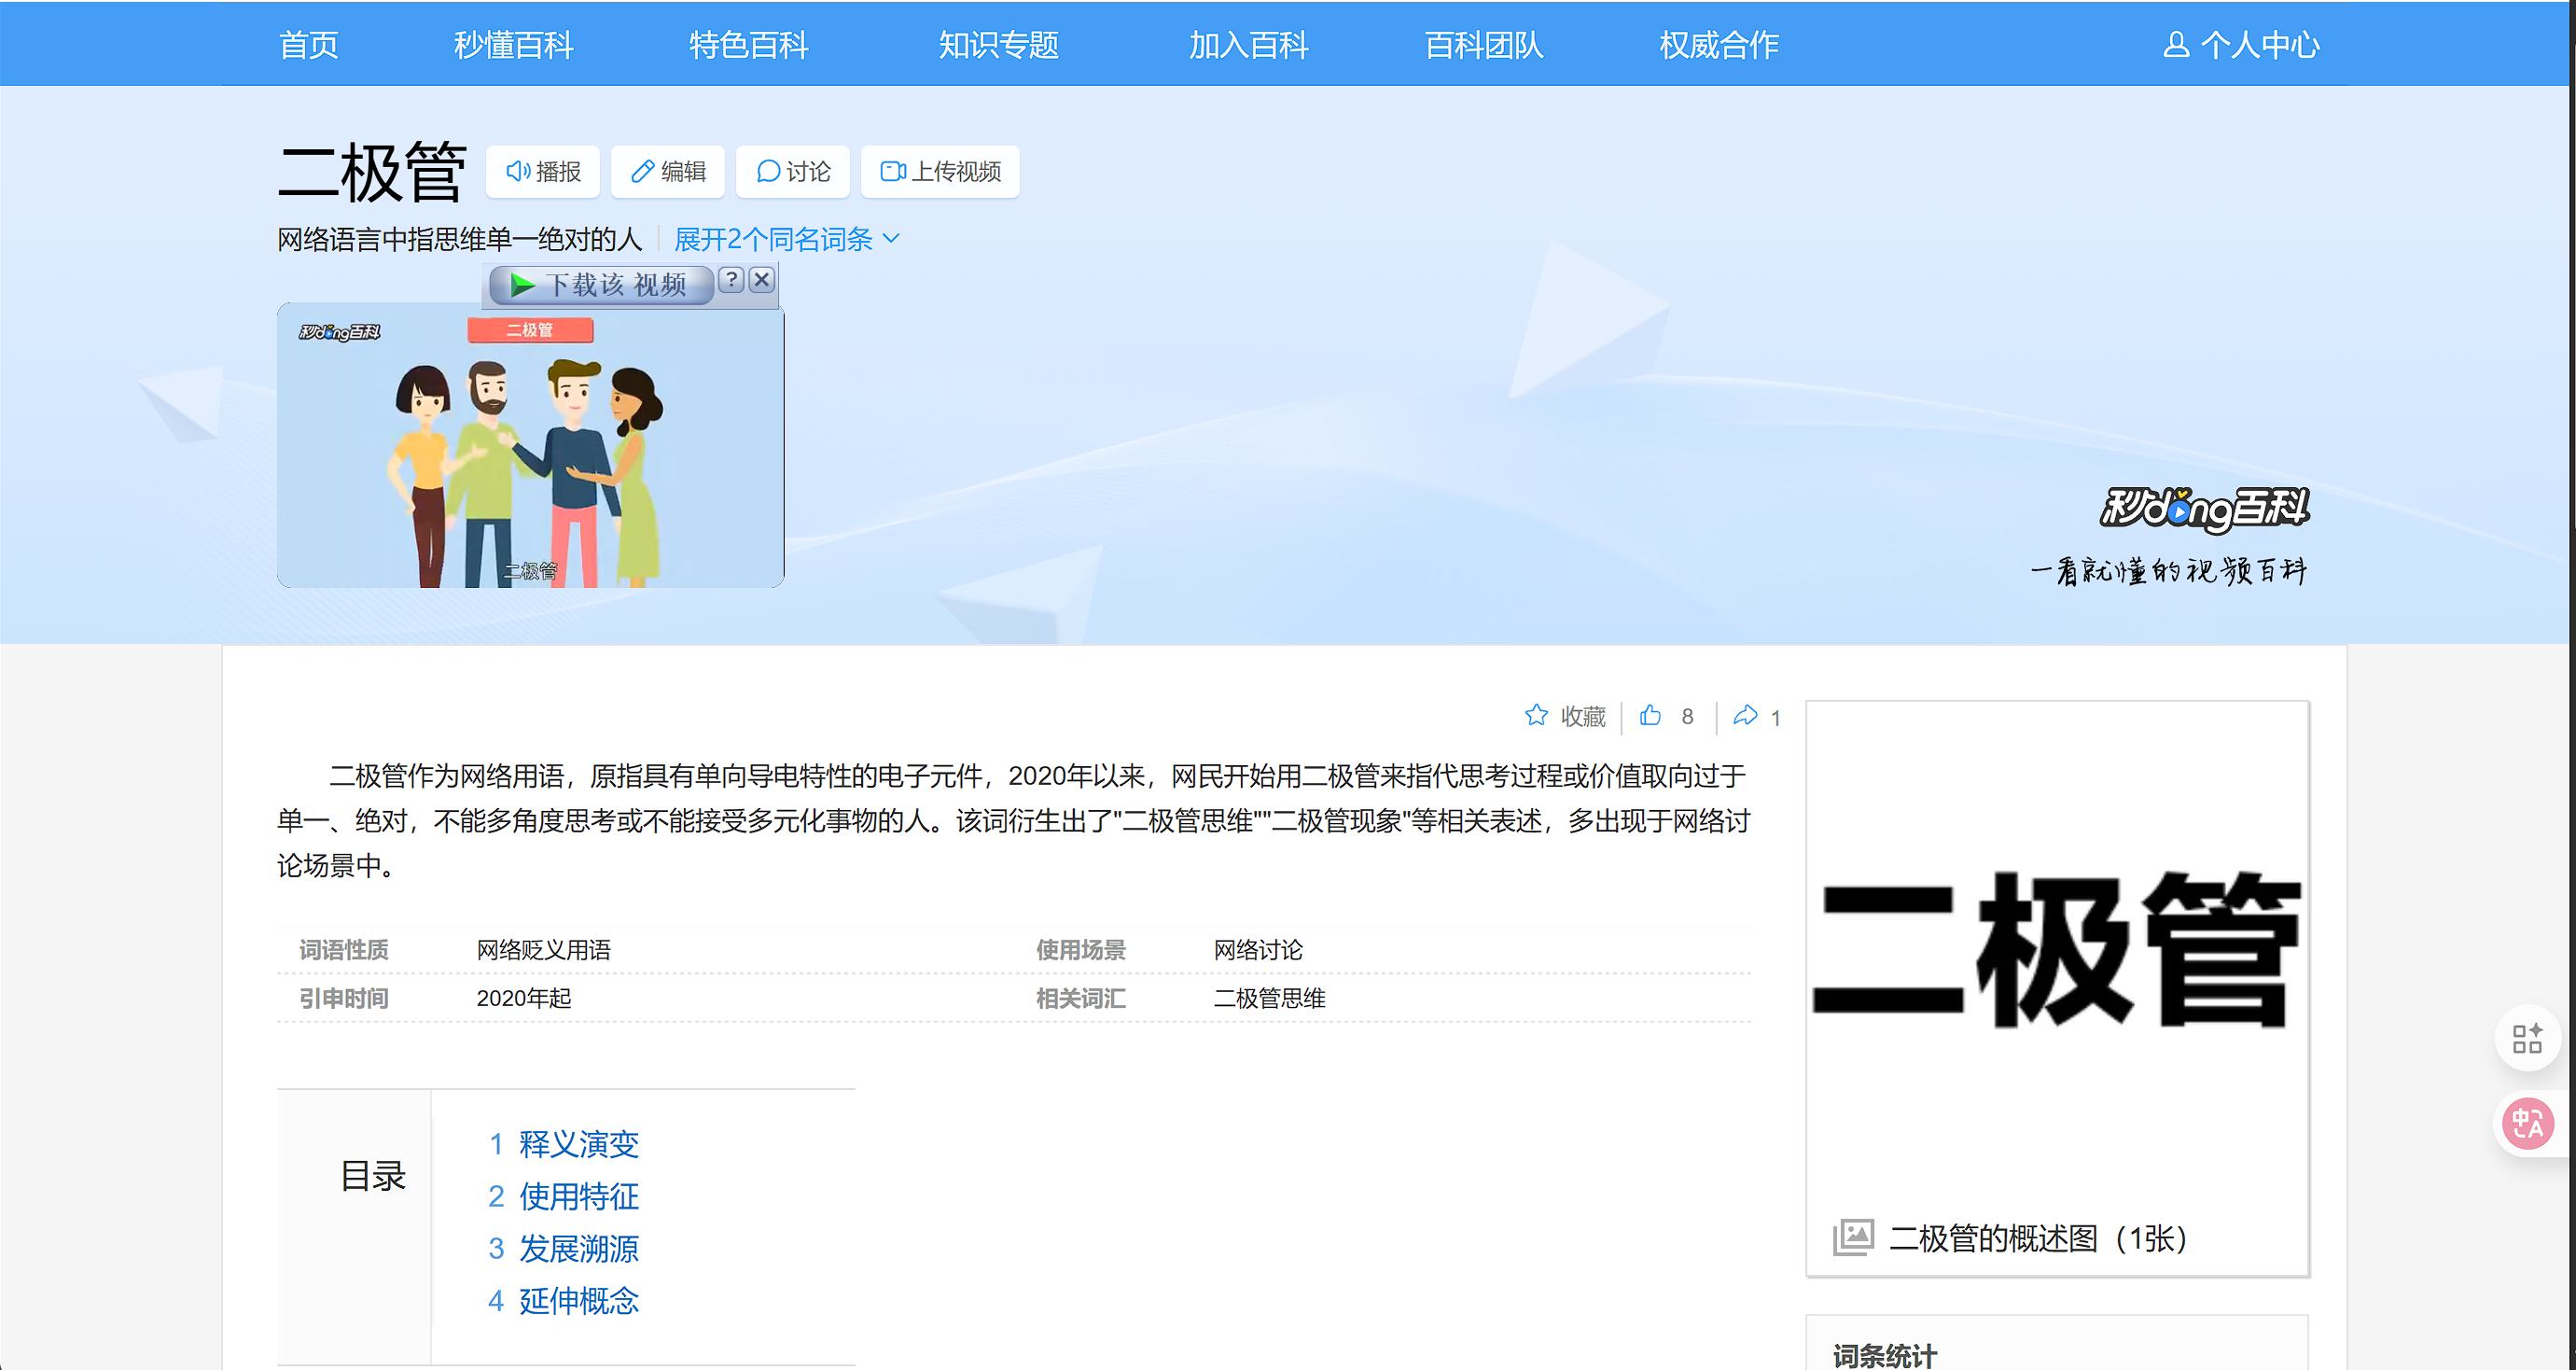 首页 秒懂百科 特色百科 知识专题 加入百科 百科团队 权威合作 个人中心
二极管 播报 编辑 讨论 上传视频
网络语言中指思维单一绝对的人 展开2个同名词条
下载该 视频 ?
秒dǒng百科 二极管
二极管
秒dǒng百科
一看就懂的视频百科
收藏 8 1
二极管作为网络用语，原指具有单向导电特性的电子元件，2020年以来，网民开始用二极管来指代思考过程或价值取向过于
单一、绝对，不能多角度思考或不能接受多元化事物的人。该词衍生出了"二极管思维""二极管现象"等相关表述，多出现于网络讨
论场景中。
词语性质 网络贬义用语 使用场景 网络讨论
引申时间 2020年起 相关词汇 二极管思维
目录
1 释义演变
2 使用特征
3 发展溯源
4 延伸概念
二极管
二极管的概述图（1张）
中A
词条统计